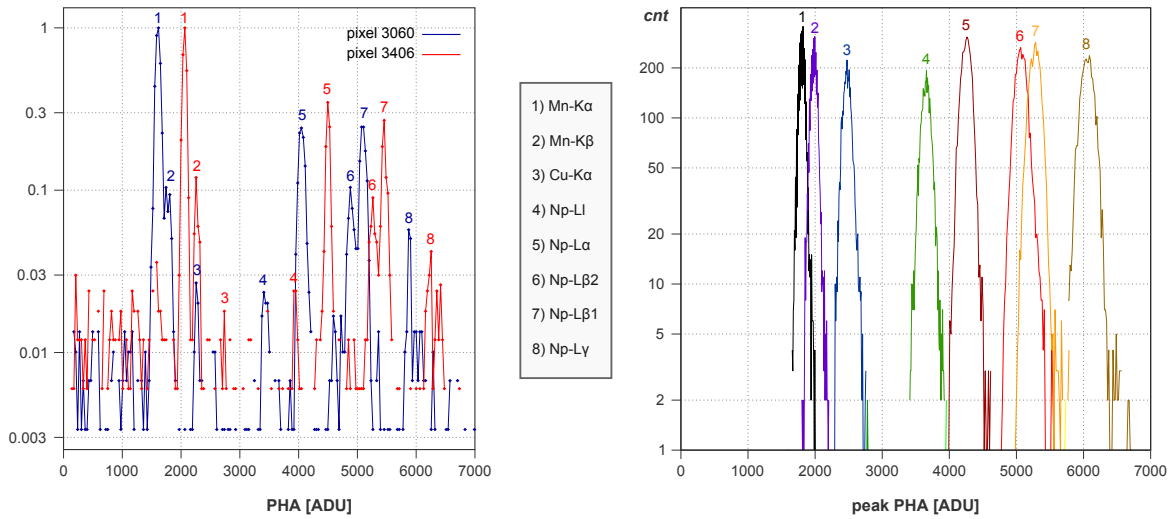 1
0.3
0.1
0.03
0.01
0.003
0 1000 2000 3000 4000 5000 6000 7000
PHA [ADU]
pixel 3060
pixel 3406
1 1
2 2
3 3
4 4
5 5
6 6
7 7
8 8
1) Mn-Kα
2) Mn-Kβ
3) Cu-Kα
4) Np-Ll
5) Np-Lα
6) Np-Lβ2
7) Np-Lβ1
8) Np-Lγ
cnt
200
100
50
20
10
5
2
1
0 1000 2000 3000 4000 5000 6000 7000
peak PHA [ADU]
1 2 3 4 5 6 7 8